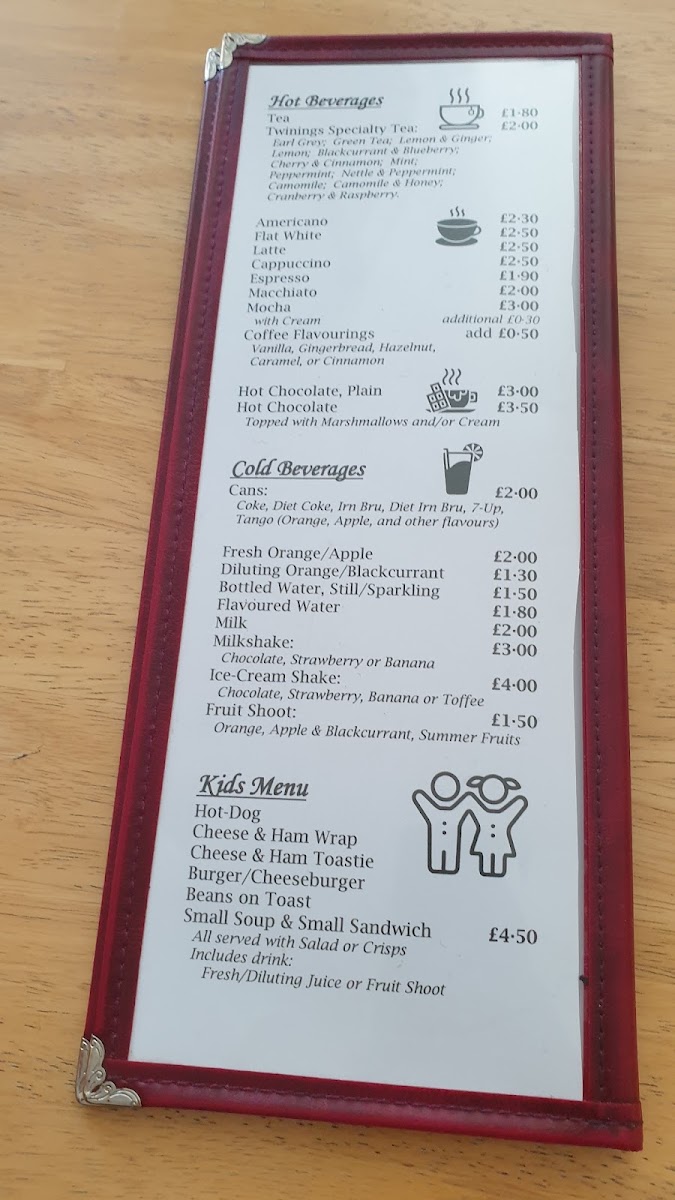 Hot Beverages
Tea £1·80
Twinings Specialty Tea: £2·00
Earl Grey; Green Tea; Lemon & Ginger;
Lemon; Blackcurrant & Blueberry;
Cherry & Cinnamon; Mint;
Peppermint; Nettle & Peppermint;
Camomile; Camomile & Honey;
Cranberry & Raspberry.
Americano £2·30
Flat White £2·50
Latte £2·50
Cappuccino £2·50
Espresso £1·90
Macchiato £2·00
Mocha £3·00
with Cream additional £0·30
Coffee Flavourings add £0·50
Vanilla, Gingerbread, Hazelnut,
Caramel, or Cinnamon
Hot Chocolate, Plain £3·00
Hot Chocolate £3·50
Topped with Marshmallows and/or Cream
Cold Beverages
Cans: £2·00
Coke, Diet Coke, Irn Bru, Diet Irn Bru, 7-Up,
Tango (Orange, Apple, and other flavours)
Fresh Orange/Apple £2·00
Diluting Orange/Blackcurrant £1·30
Bottled Water, Still/Sparkling £1·50
Flavoured Water £1·80
Milk £2·00
Milkshake: £3·00
Chocolate, Strawberry or Banana
Ice-Cream Shake: £4·00
Chocolate, Strawberry, Banana or Toffee
Fruit Shoot: £1·50
Orange, Apple & Blackcurrant, Summer Fruits
Kids Menu
Hot-Dog
Cheese & Ham Wrap
Cheese & Ham Toastie
Burger/Cheeseburger
Beans on Toast
Small Soup & Small Sandwich £4·50
All served with Salad or Crisps
Includes drink:
Fresh/Diluting Juice or Fruit Shoot